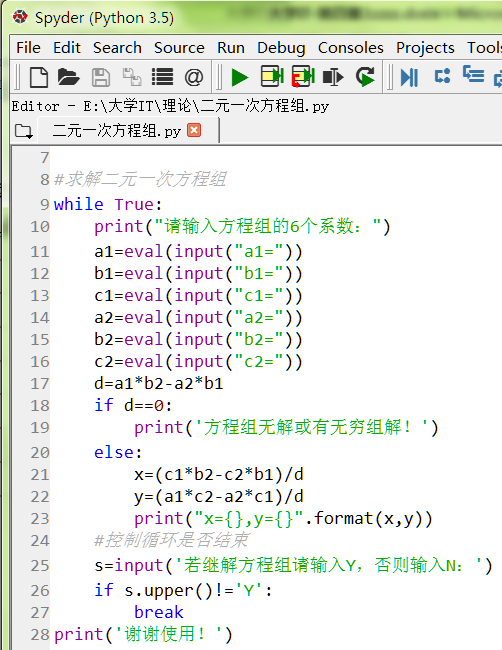 Spyder (Python 3.5)
File Edit Search Source Run Debug Consoles Projects Tools
Editor - E:\大学IT\理论\二元一次方程组.py
二元一次方程组.py
7
8 #求解二元一次方程组
9 while True:
10     print("请输入方程组的6个系数：")
11     a1=eval(input("a1="))
12     b1=eval(input("b1="))
13     c1=eval(input("c1="))
14     a2=eval(input("a2="))
15     b2=eval(input("b2="))
16     c2=eval(input("c2="))
17     d=a1*b2-a2*b1
18     if d==0:
19         print('方程组无解或有无穷组解！')
20     else:
21         x=(c1*b2-c2*b1)/d
22         y=(a1*c2-a2*c1)/d
23         print("x={},y={}".format(x,y))
24     #控制循环是否结束
25     s=input('若继解方程组请输入Y，否则输入N：')
26     if s.upper()!='Y':
27         break
28 print('谢谢使用！')